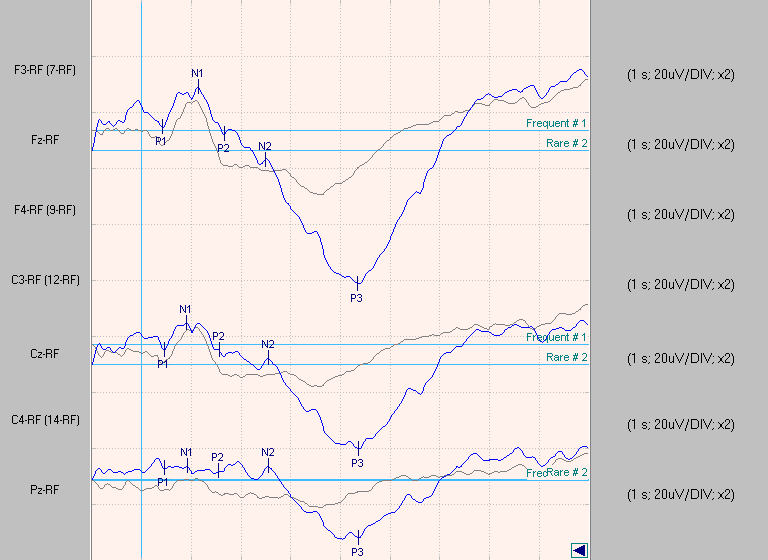 F3-RF (7-RF) (1 s; 20uV/DIV; x2)
N1
Frequent # 1
Fz-RF P1 P2 N2 Rare # 2 (1 s; 20uV/DIV; x2)
F4-RF (9-RF) (1 s; 20uV/DIV; x2)
C3-RF (12-RF) (1 s; 20uV/DIV; x2)
P3
N1
P2 N2 Frequent # 1
Cz-RF P1 Rare # 2 (1 s; 20uV/DIV; x2)
C4-RF (14-RF) (1 s; 20uV/DIV; x2)
N1 P2 N2 P3
P1 Freq Rare # 2
Pz-RF (1 s; 20uV/DIV; x2)
P3